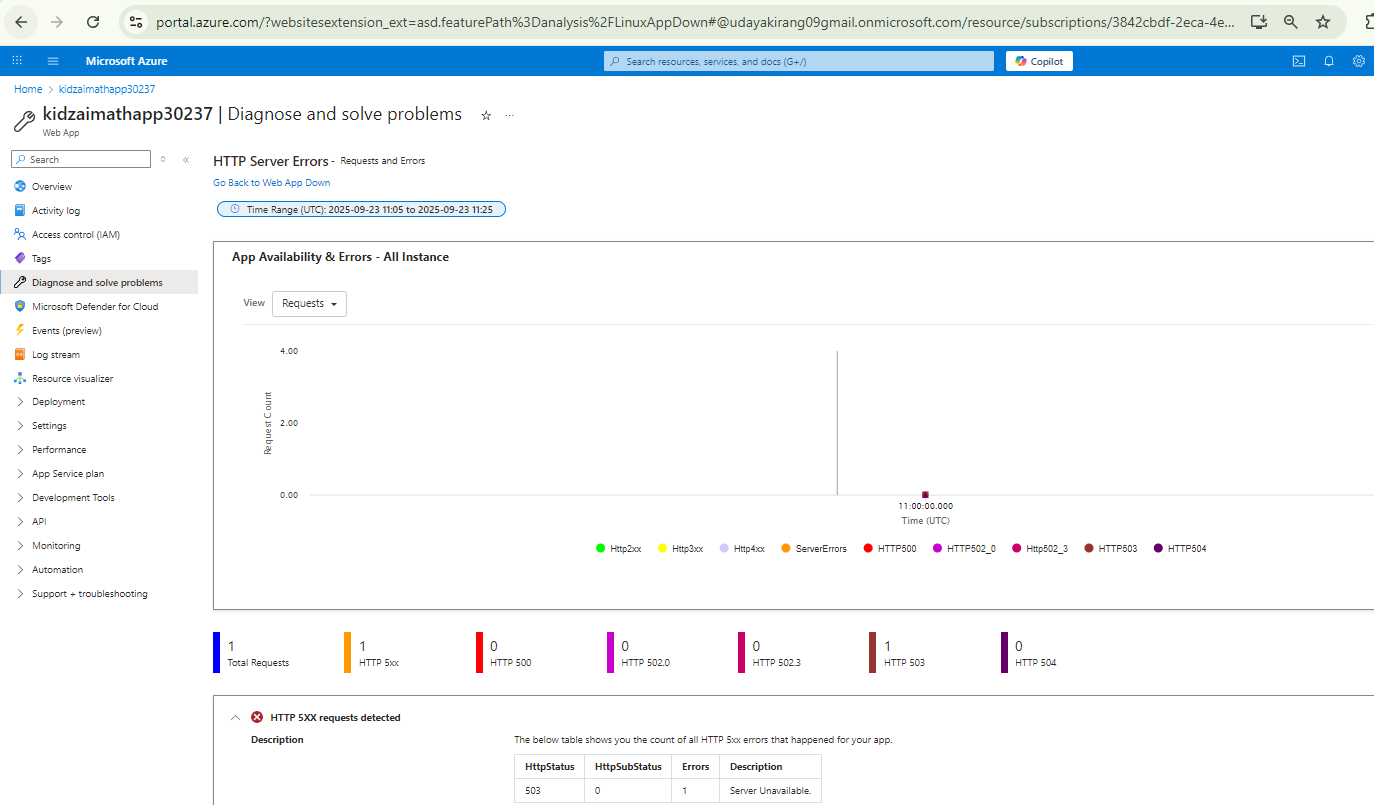 portal.azure.com/?websitesextension_ext=asd.featurePath%3Danalysis%2FLinuxAppDown#@udayakirang09gmail.onmicrosoft.com/resource/subscriptions/3842cbdf-2eca-4e...
Microsoft Azure
Search resources, services, and docs (G+/)
Copilot
Home > kidzaimathapp30237
kidzaimathapp30237 | Diagnose and solve problems
Web App
Search
Overview
Activity log
Access control (IAM)
Tags
Diagnose and solve problems
Microsoft Defender for Cloud
Events (preview)
Log stream
Resource visualizer
Deployment
Settings
Performance
App Service plan
Development Tools
API
Monitoring
Automation
Support + troubleshooting
HTTP Server Errors - Requests and Errors
Go Back to Web App Down
Time Range (UTC): 2025-09-23 11:05 to 2025-09-23 11:25
App Availability & Errors - All Instance
View Requests
4.00
2.00
0.00
Request Count
11:00:00.000
Time (UTC)
Http2xx Http3xx Http4xx ServerErrors HTTP500 HTTP502_0 Http502_3 HTTP503 HTTP504
1 1 0 0 0 1 0
Total Requests HTTP 5xx HTTP 500 HTTP 502.0 HTTP 502.3 HTTP 503 HTTP 504
HTTP 5XX requests detected
Description The below table shows you the count of all HTTP 5xx errors that happened for your app.
HttpStatus HttpSubStatus Errors Description
503 0 1 Server Unavailable.